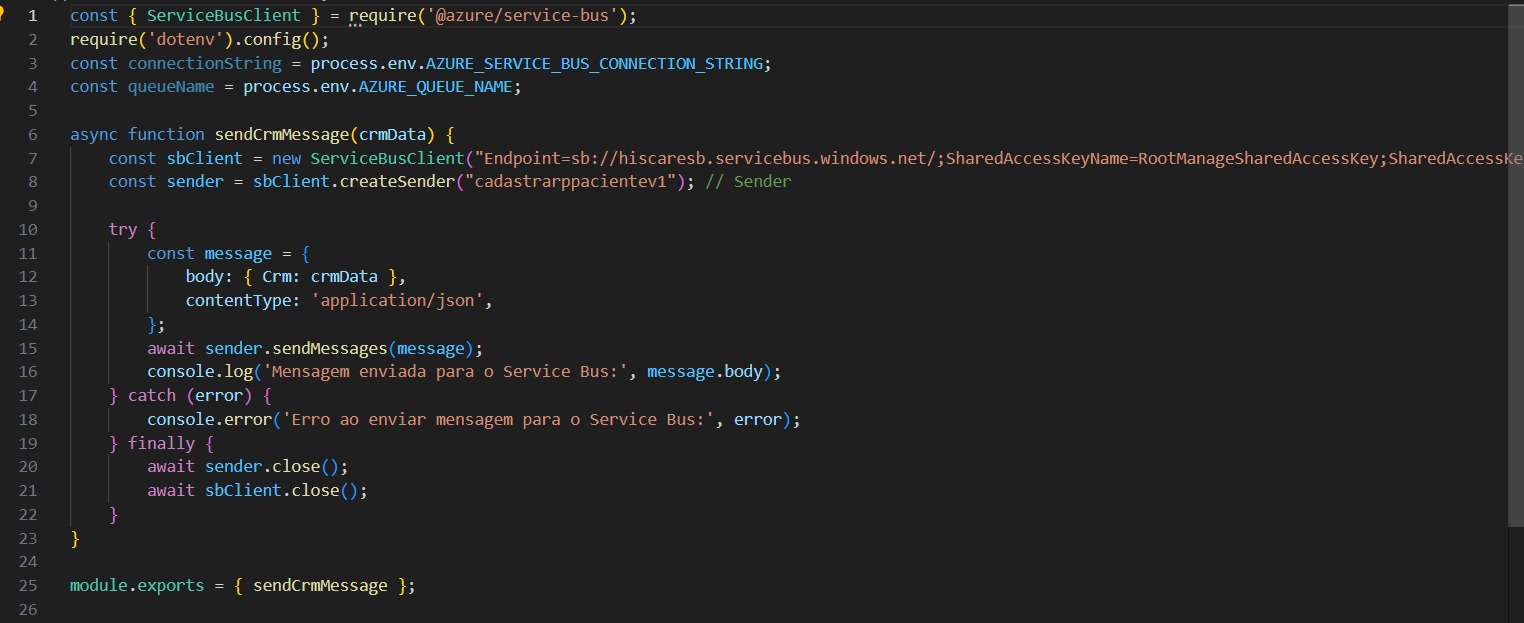 1 const { ServiceBusClient } = require('@azure/service-bus');
2 require('dotenv').config();
3 const connectionString = process.env.AZURE_SERVICE_BUS_CONNECTION_STRING;
4 const queueName = process.env.AZURE_QUEUE_NAME;
5
6 async function sendCrmMessage(crmData) {
7     const sbClient = new ServiceBusClient("Endpoint=sb://hiscaresb.servicebus.windows.net/;SharedAccessKeyName=RootManageSharedAccessKey;SharedAccessKe
8     const sender = sbClient.createSender("cadastrarppacientev1"); // Sender
9
10     try {
11         const message = {
12             body: { Crm: crmData },
13             contentType: 'application/json',
14         };
15         await sender.sendMessages(message);
16         console.log('Mensagem enviada para o Service Bus:', message.body);
17     } catch (error) {
18         console.error('Erro ao enviar mensagem para o Service Bus:', error);
19     } finally {
20         await sender.close();
21         await sbClient.close();
22     }
23 }
24
25 module.exports = { sendCrmMessage };
26